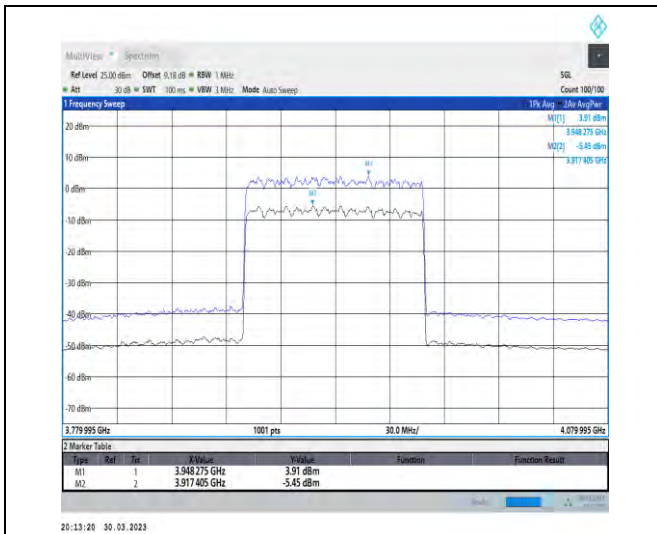 MultiView Spectrum
Ref Level 25.00 dBm Offset 9.18 dB RBW 1 MHz SGL
Att 30 dB SWT 100 ms VBW 3 MHz Mode Auto Sweep Count 100/100
1 Frequency Sweep 1Pk Avg 2Av AvgPwr
M1[1] 3.91 dBm
3.948 275 GHz
M2[2] -5.45 dBm
3.917 405 GHz
20 dBm
10 dBm
M1
0 dBm
M2
-10 dBm
-20 dBm
-30 dBm
-40 dBm
-50 dBm
-60 dBm
-70 dBm
3.779 995 GHz 1001 pts 30.0 MHz/ 4.079 995 GHz
2 Marker Table
Type Ref Trc X-Value Y-Value Function Function Result
M1 1 3.948 275 GHz 3.91 dBm
M2 2 3.917 405 GHz -5.45 dBm
20:13:20 30.03.2023